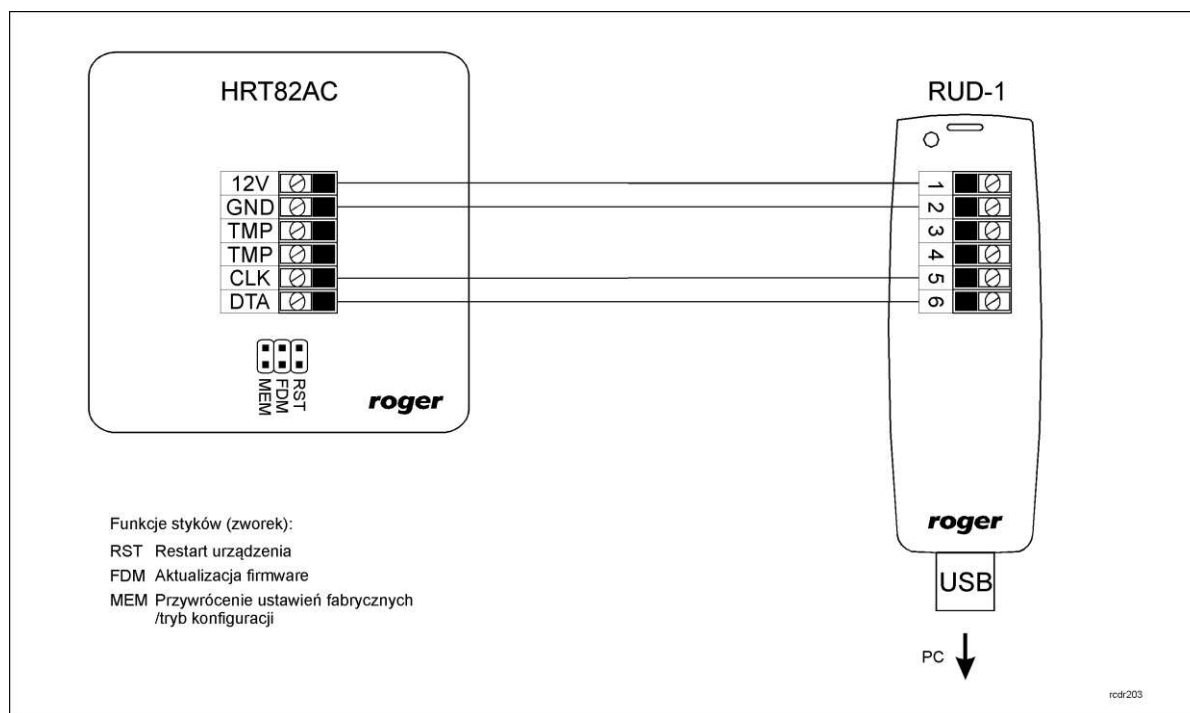 HRT82AC
RUD-1
12V
GND
TMP
TMP
CLK
DTA
1
2
3
4
5
6
MEM
FDM
RST
roger
roger
Funkcje styków (zworek):
RST Restart urządzenia
FDM Aktualizacja firmware
MEM Przywrócenie ustawień fabrycznych
/tryb konfiguracji
USB
PC
rcdr203